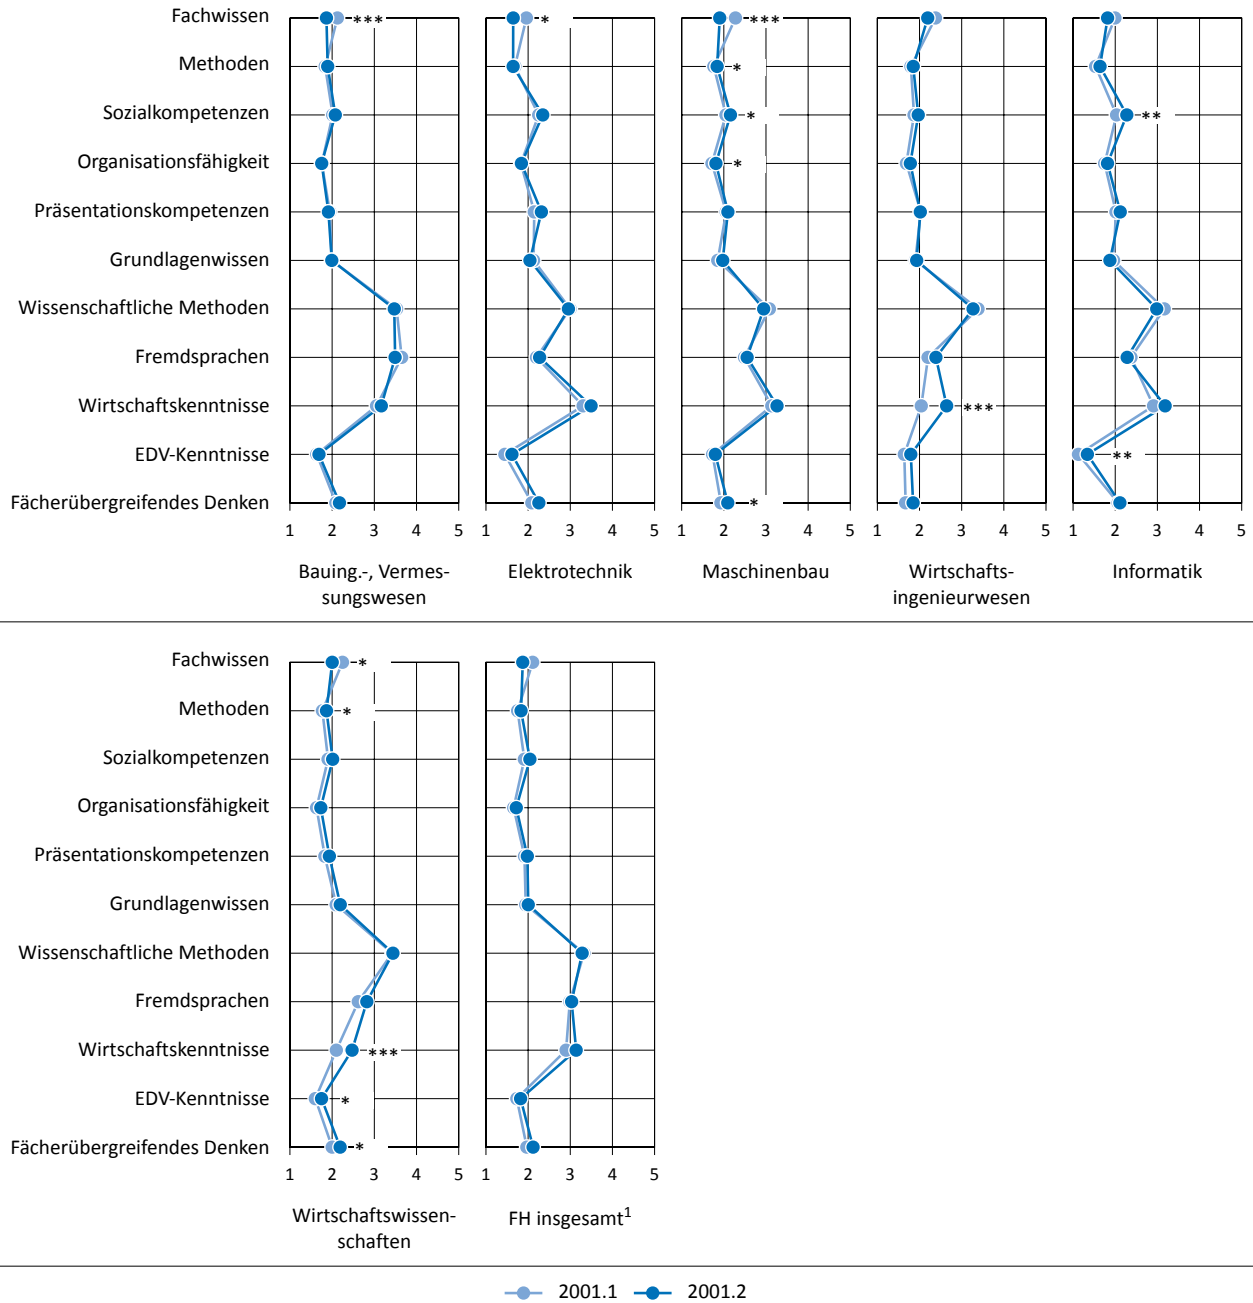 Fachwissen
***
*
***
Methoden
*
Sozialkompetenzen
*
**
Organisationsfähigkeit
*
Präsentationskompetenzen
Grundlagenwissen
Wissenschaftliche Methoden
Fremdsprachen
Wirtschaftskenntnisse
***
EDV-Kenntnisse
**
Fächerübergreifendes Denken
*
1 2 3 4 5 1 2 3 4 5 1 2 3 4 5 1 2 3 4 5 1 2 3 4 5
Bauing.-, Vermes-
sungswesen
Elektrotechnik
Maschinenbau
Wirtschafts-
ingenieurwesen
Informatik
Fachwissen
*
Methoden
*
Sozialkompetenzen
Organisationsfähigkeit
Präsentationskompetenzen
Grundlagenwissen
Wissenschaftliche Methoden
Fremdsprachen
Wirtschaftskenntnisse
***
EDV-Kenntnisse
*
Fächerübergreifendes Denken
*
1 2 3 4 5 1 2 3 4 5
Wirtschaftswissen-
schaften
FH insgesamt1
2001.1 2001.2